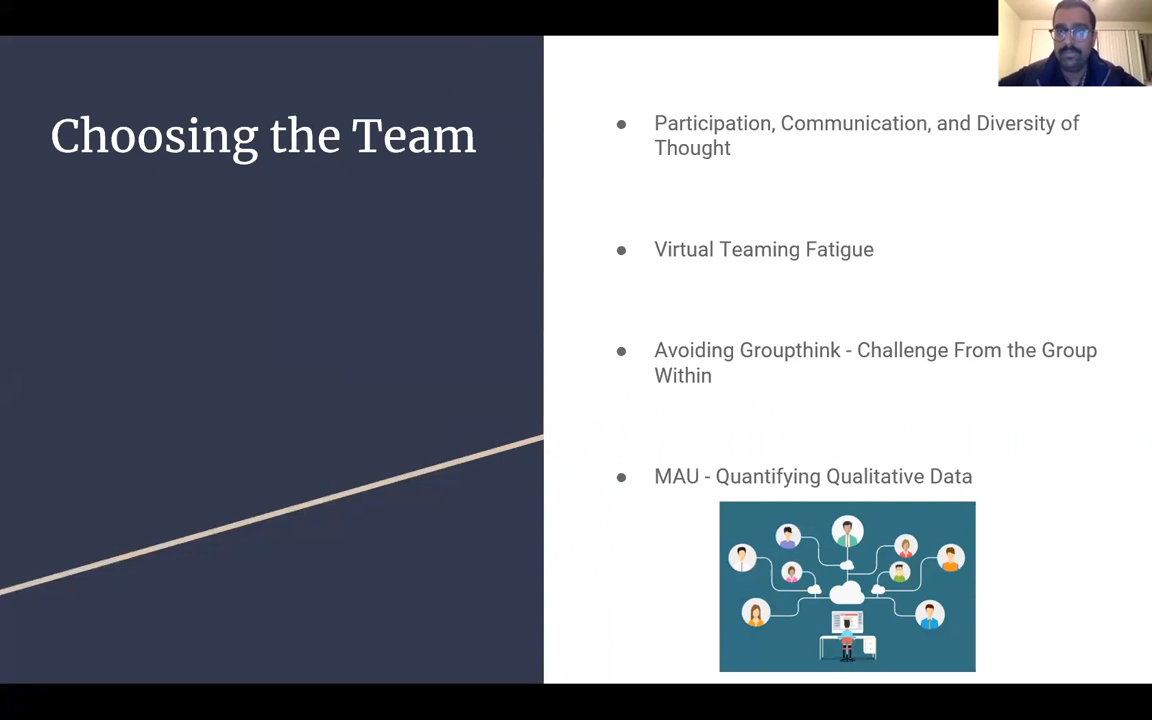 Choosing the Team
● Participation, Communication, and Diversity of
Thought
● Virtual Teaming Fatigue
● Avoiding Groupthink - Challenge From the Group
Within
● MAU - Quantifying Qualitative Data